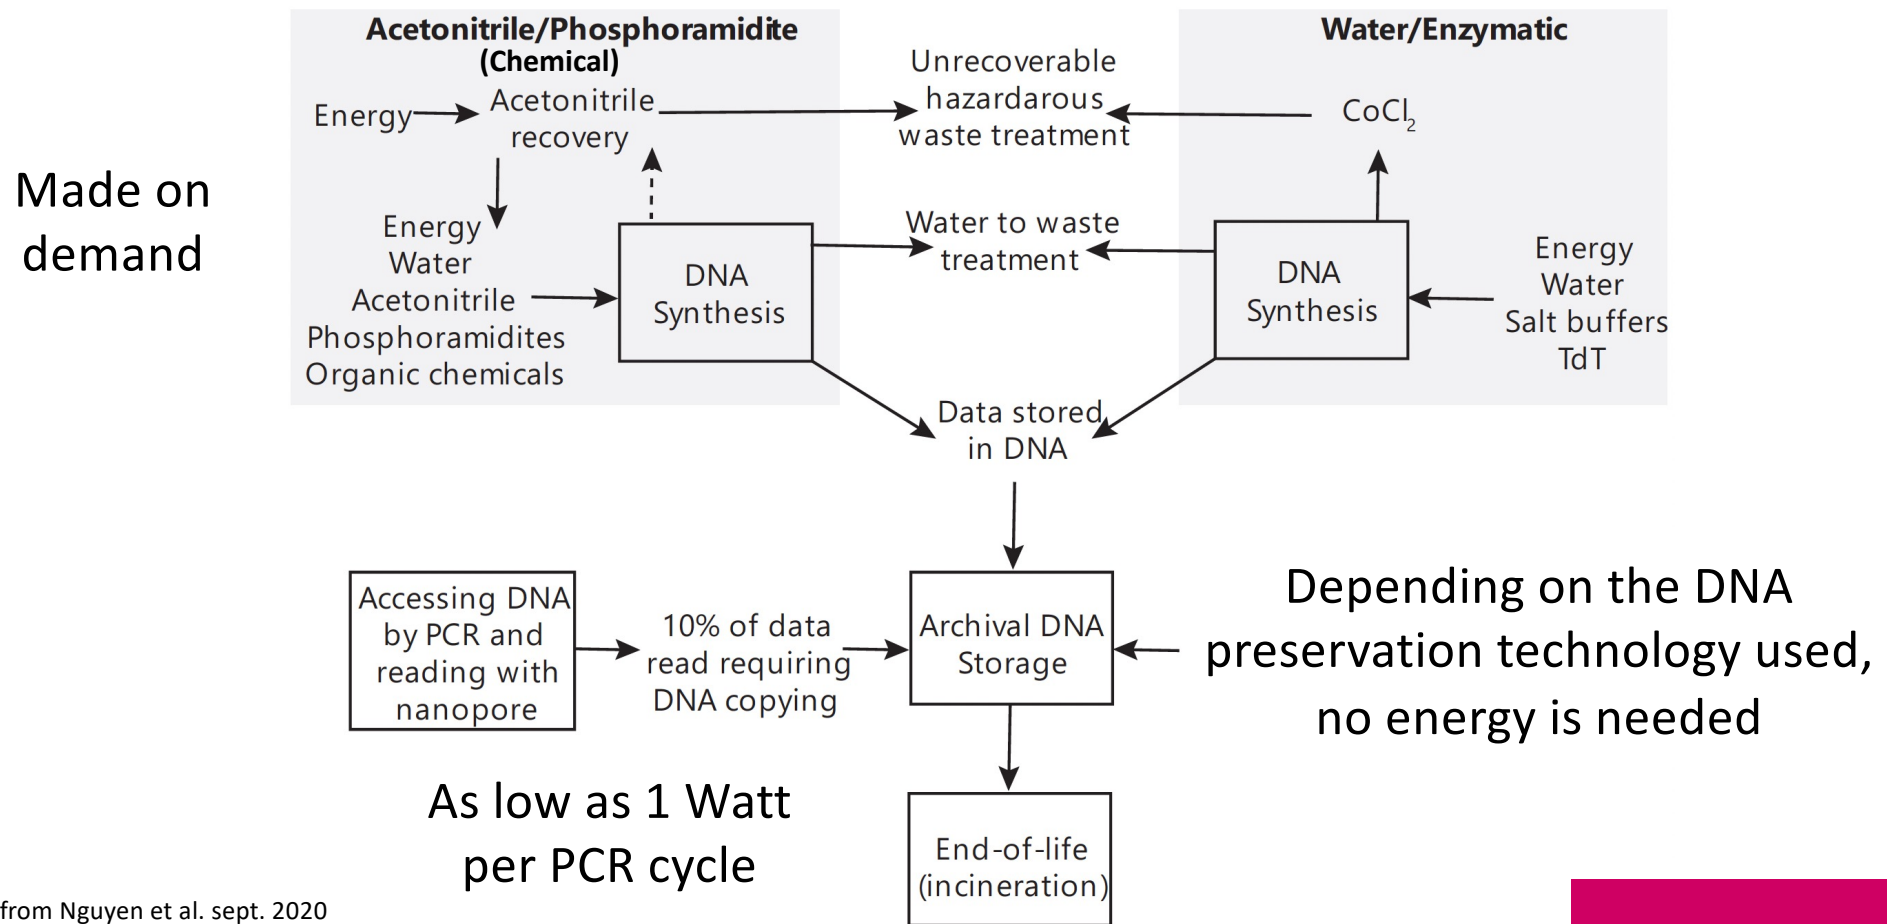 Acetonitrile/Phosphoramidite
(Chemical)
Energy
Acetonitrile
recovery
Energy
Water
Acetonitrile
Phosphoramidites
Organic chemicals
DNA
Synthesis
Unrecoverable
hazardarous
waste treatment
Water to waste
treatment
Water/Enzymatic
CoCl₂
DNA
Synthesis
Energy
Water
Salt buffers
TdT
Made on
demand
Data stored
in DNA
Accessing DNA
by PCR and
reading with
nanopore
10% of data
read requiring
DNA copying
Archival DNA
Storage
Depending on the DNA
preservation technology used,
no energy is needed
As low as 1 Watt
per PCR cycle
End-of-life
(incineration)
from Nguyen et al. sept. 2020